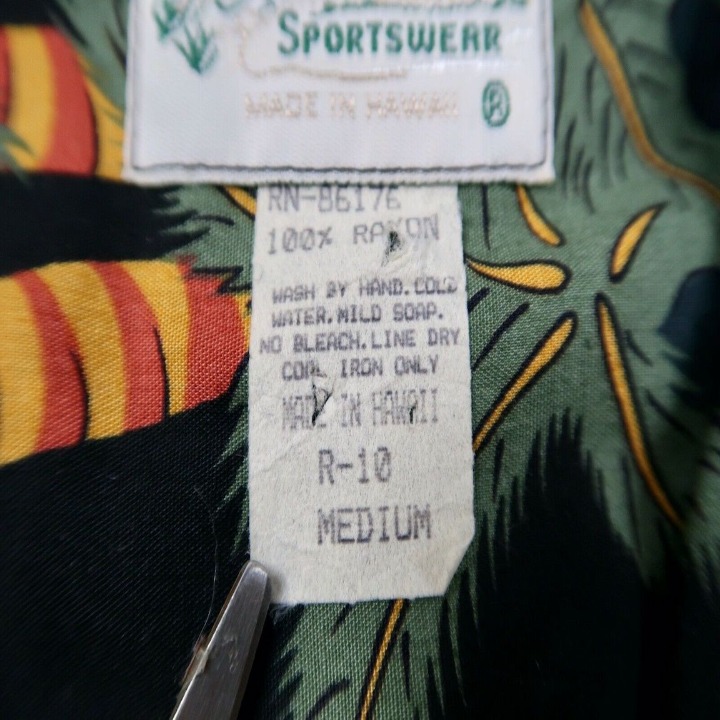 SPORTSWEAR
MADE IN HAWAII ®
RN-86176
100% RAYON
WASH BY HAND.COLD
WATER.MILD SOAP.
NO BLEACH.LINE DRY
COOL IRON ONLY
MADE IN HAWAII
R-10
MEDIUM